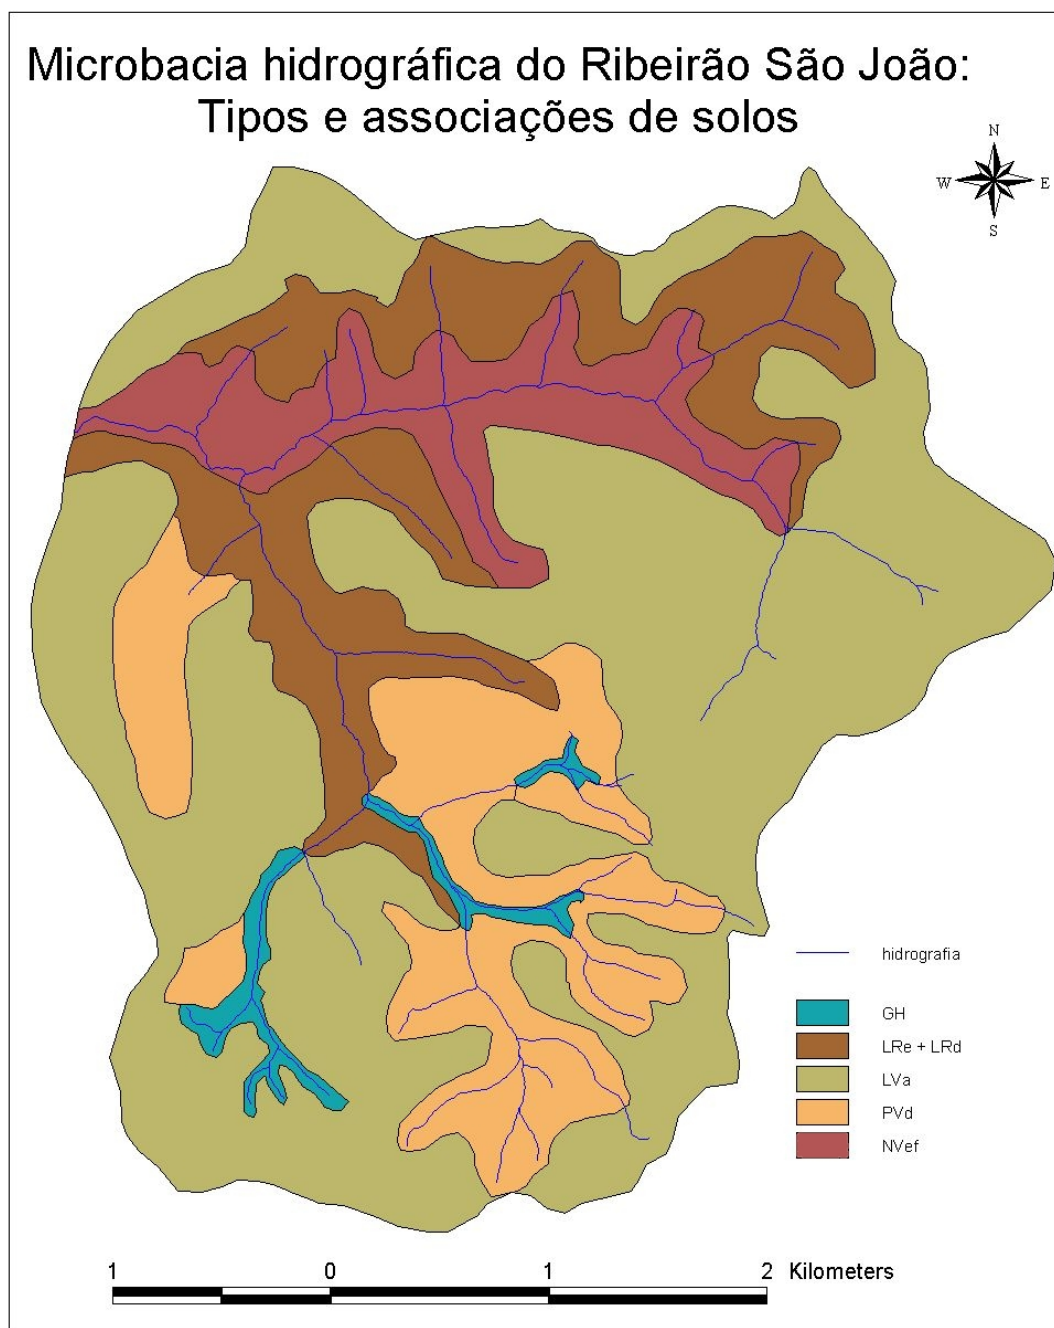 Microbacia hidrográfica do Ribeirão São João:
Tipos e associações de solos
N
W E
S
hidrografia
GH
LRe + LRd
LVa
PVd
NVef
1 0 1 2 Kilometers